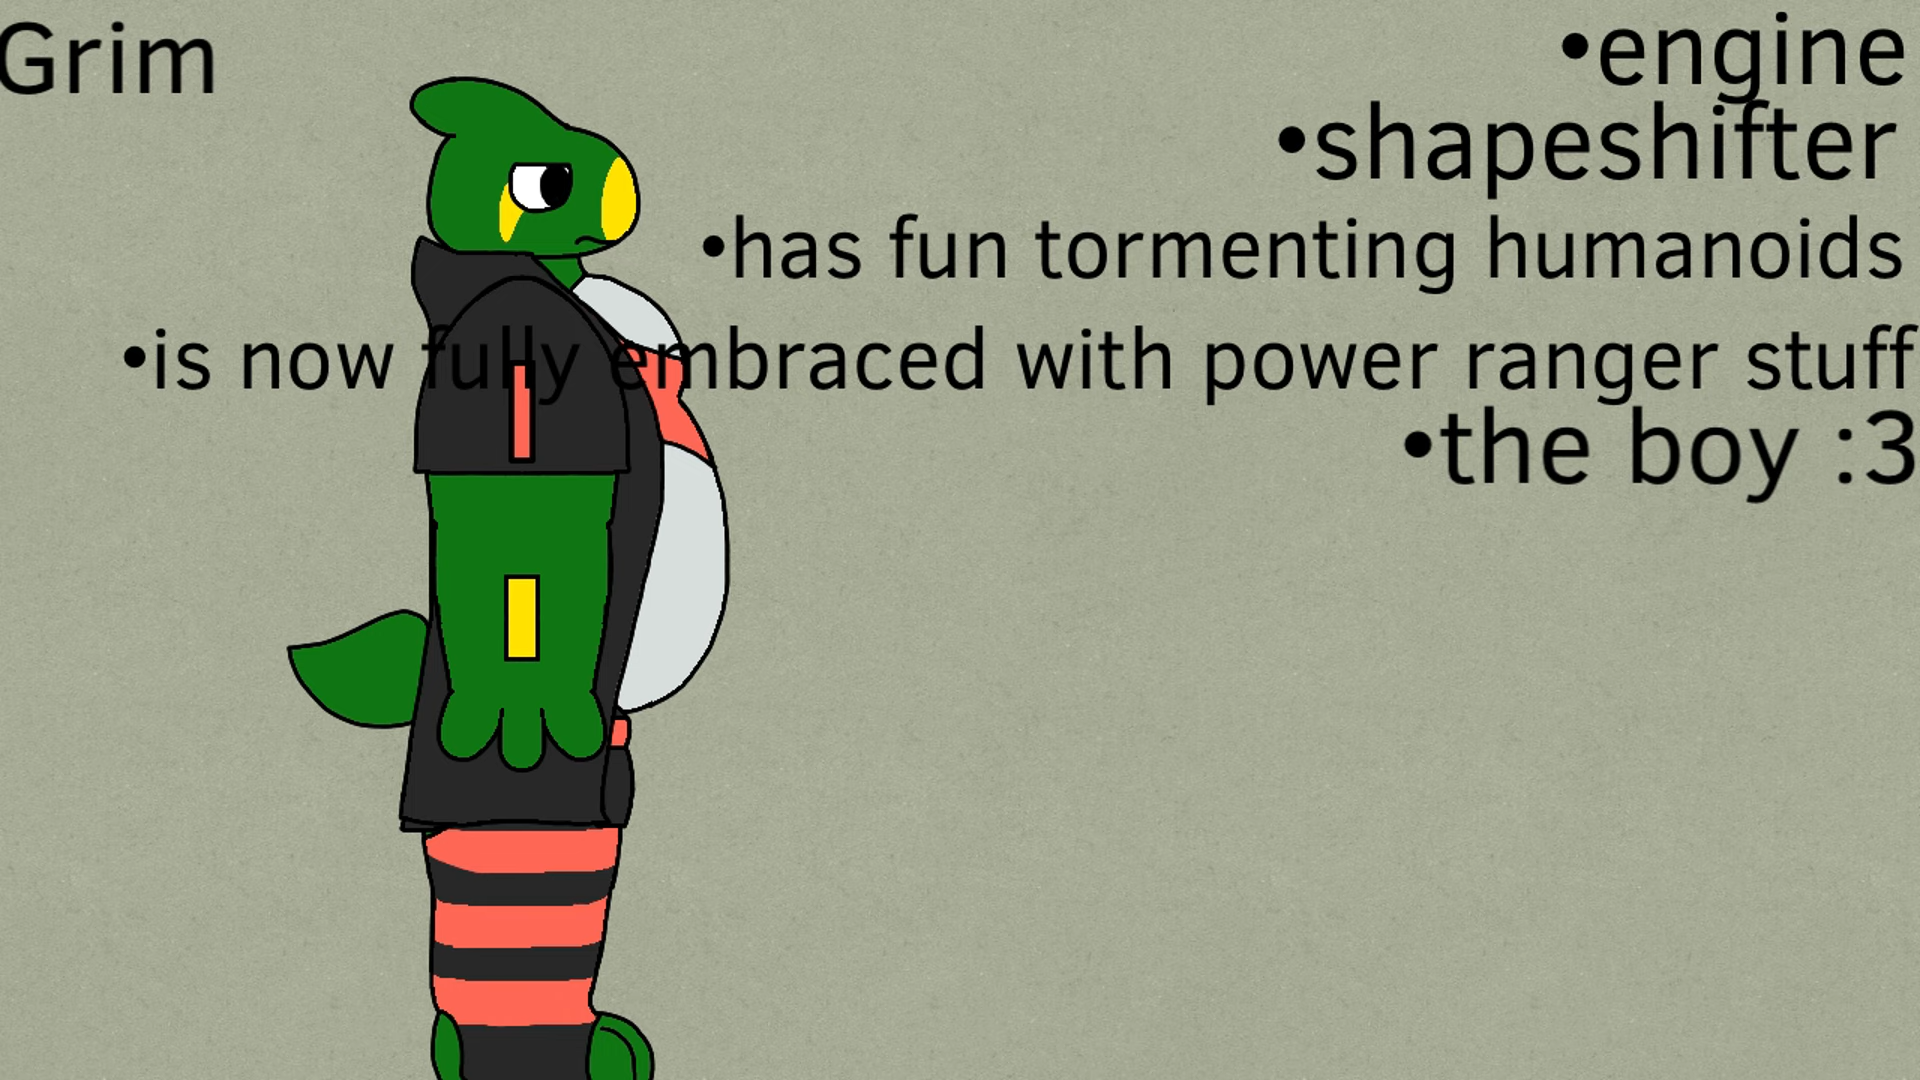 Grim
•engine
•shapeshifter
•has fun tormenting humanoids
•is now fully embraced with power ranger stuff
•the boy :3